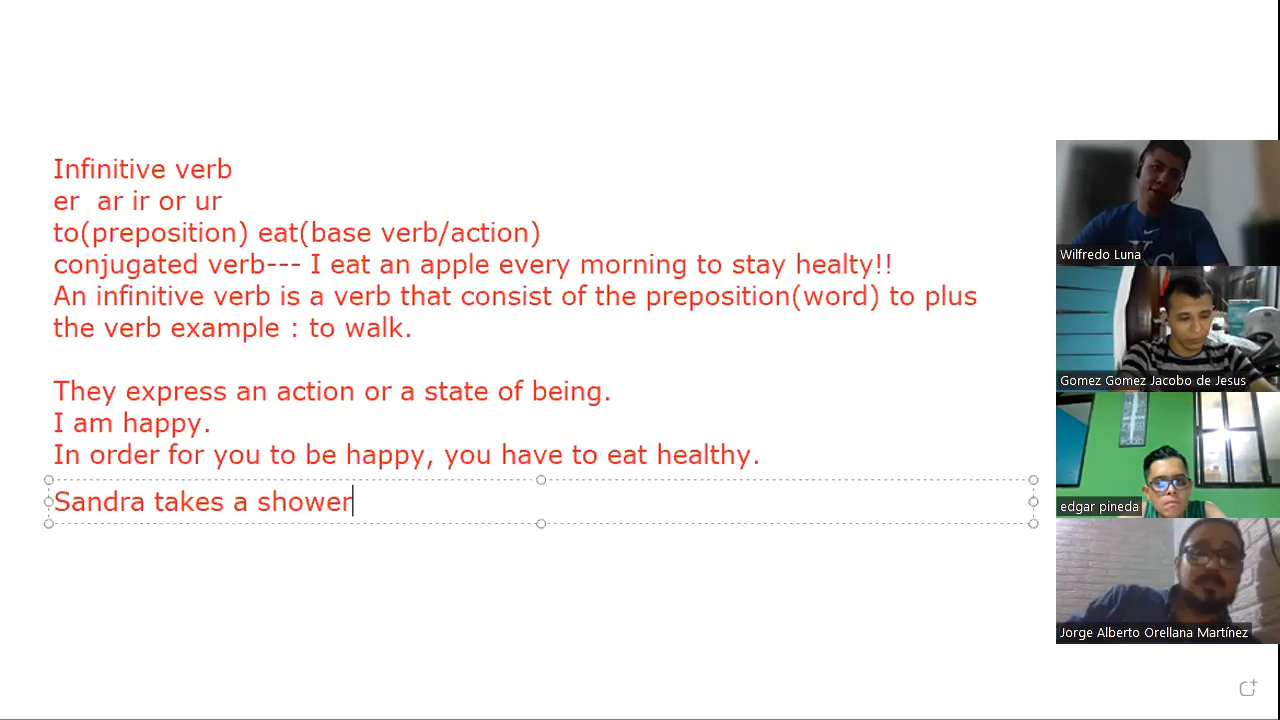 Infinitive verb
er ar ir or ur
to(preposition) eat(base verb/action)
conjugated verb--- I eat an apple every morning to stay healty!!
An infinitive verb is a verb that consist of the preposition(word) to plus
the verb example : to walk.
They express an action or a state of being.
I am happy.
In order for you to be happy, you have to eat healthy.
Sandra takes a shower
Wilfredo Luna
Gomez Gomez Jacobo de Jesus
edgar pineda
Jorge Alberto Orellana Martínez